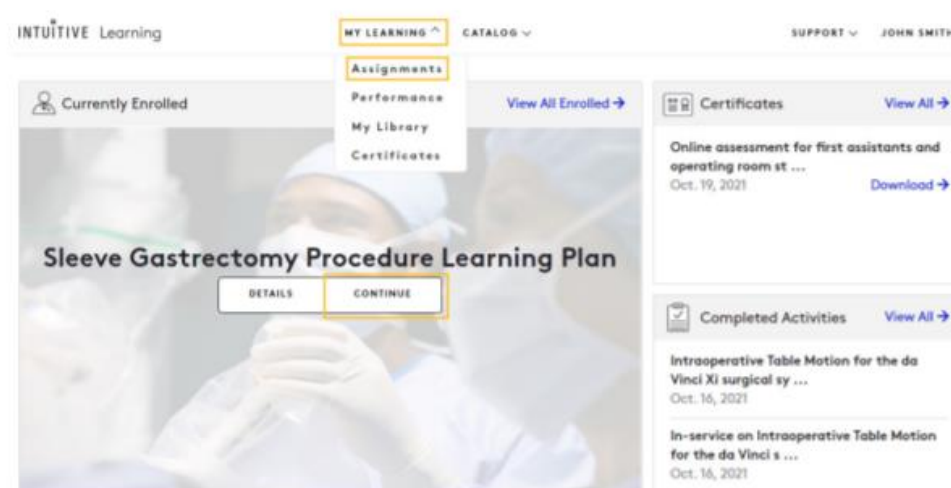 INTUITIVE Learning
MY LEARNING CATALOG SUPPORT JOHN SMITH
Assignments
Performance
My Library
Certificates
Currently Enrolled
View All Enrolled →
Sleeve Gastrectomy Procedure Learning Plan
DETAILS CONTINUE
Certificates View All →
Online assessment for first assistants and
operating room st ...
Oct. 19, 2021 Download →
Completed Activities View All →
Intraoperative Table Motion for the da
Vinci Xi surgical sy ...
Oct. 16, 2021
In-service on Intraoperative Table Motion
for the da Vinci s ...
Oct. 16, 2021